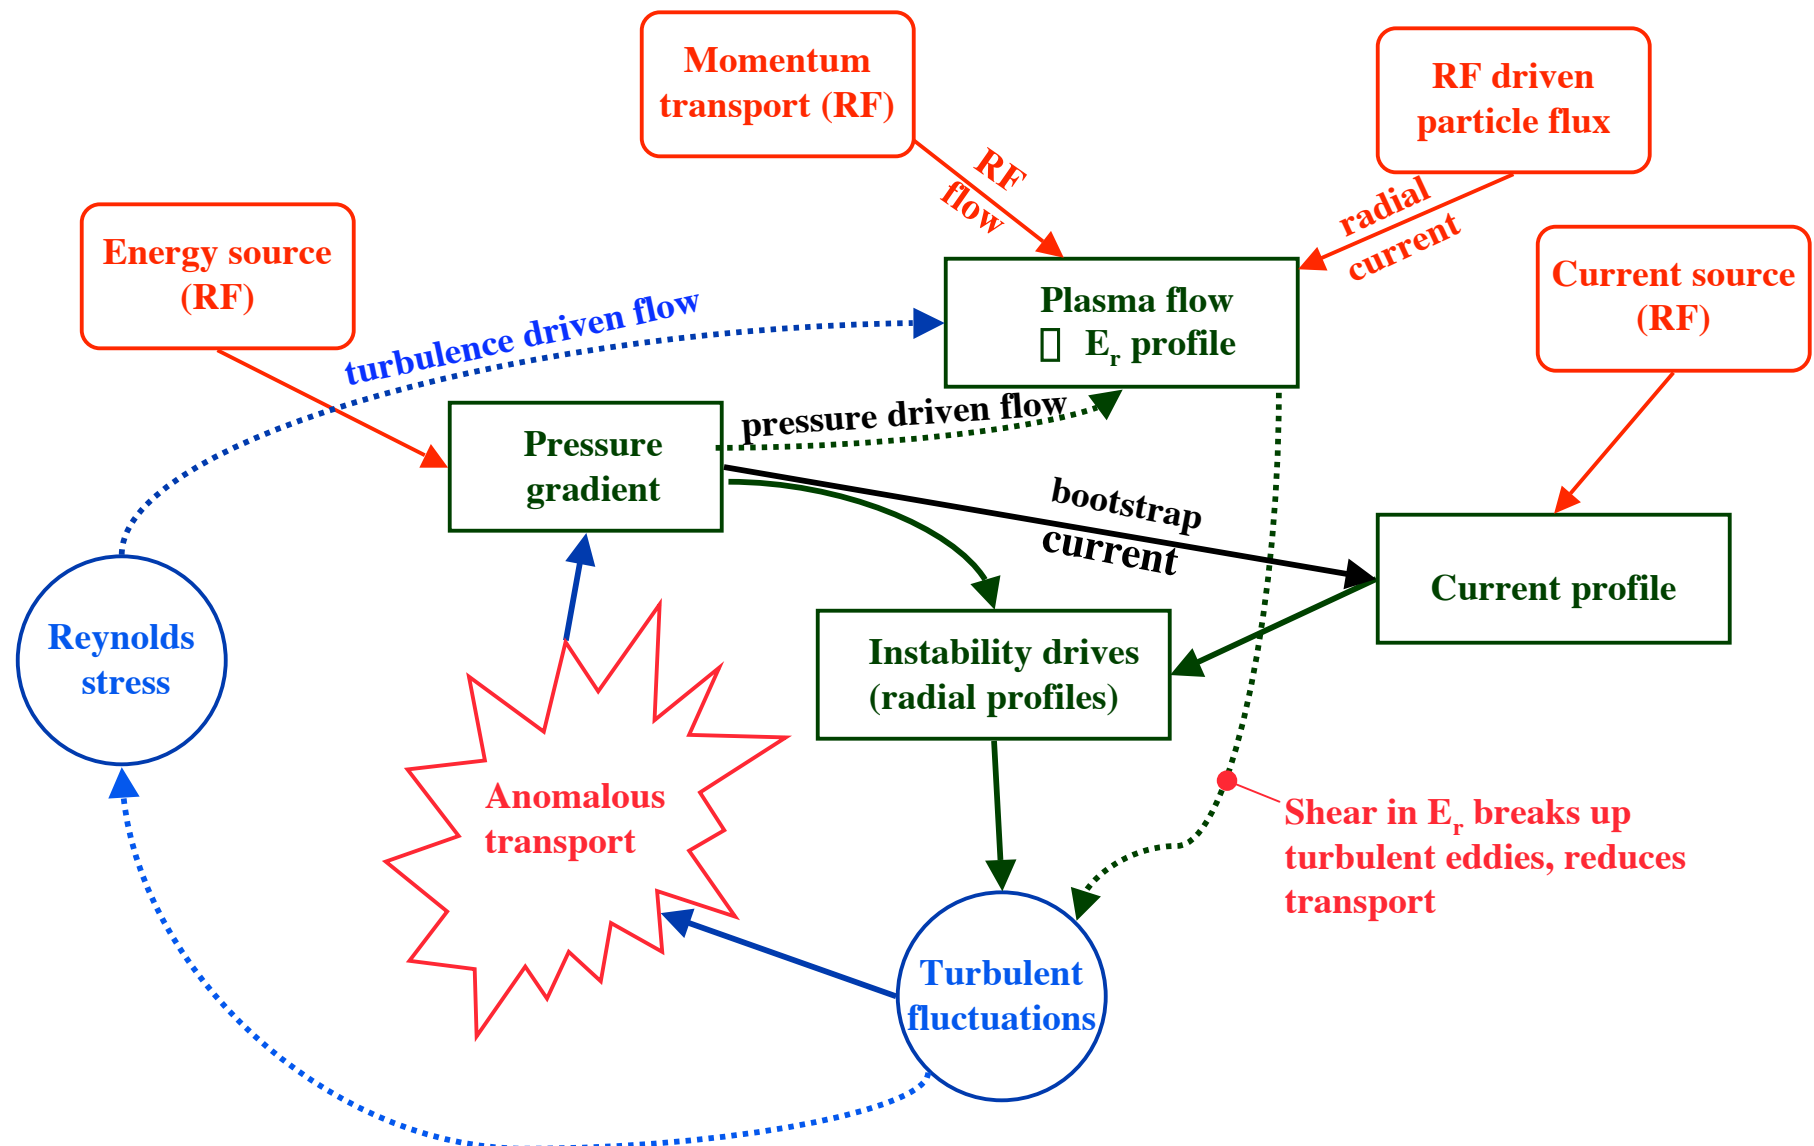 Momentum
transport (RF)
RF driven
particle flux
RF
flow
radial
current
Energy source
(RF)
Current source
(RF)
turbulence driven flow
Plasma flow
▯ Er profile
pressure driven flow
Pressure
gradient
bootstrap
current
Current profile
Reynolds
stress
Instability drives
(radial profiles)
Anomalous
transport
Shear in Er breaks up
turbulent eddies, reduces
transport
Turbulent
fluctuations